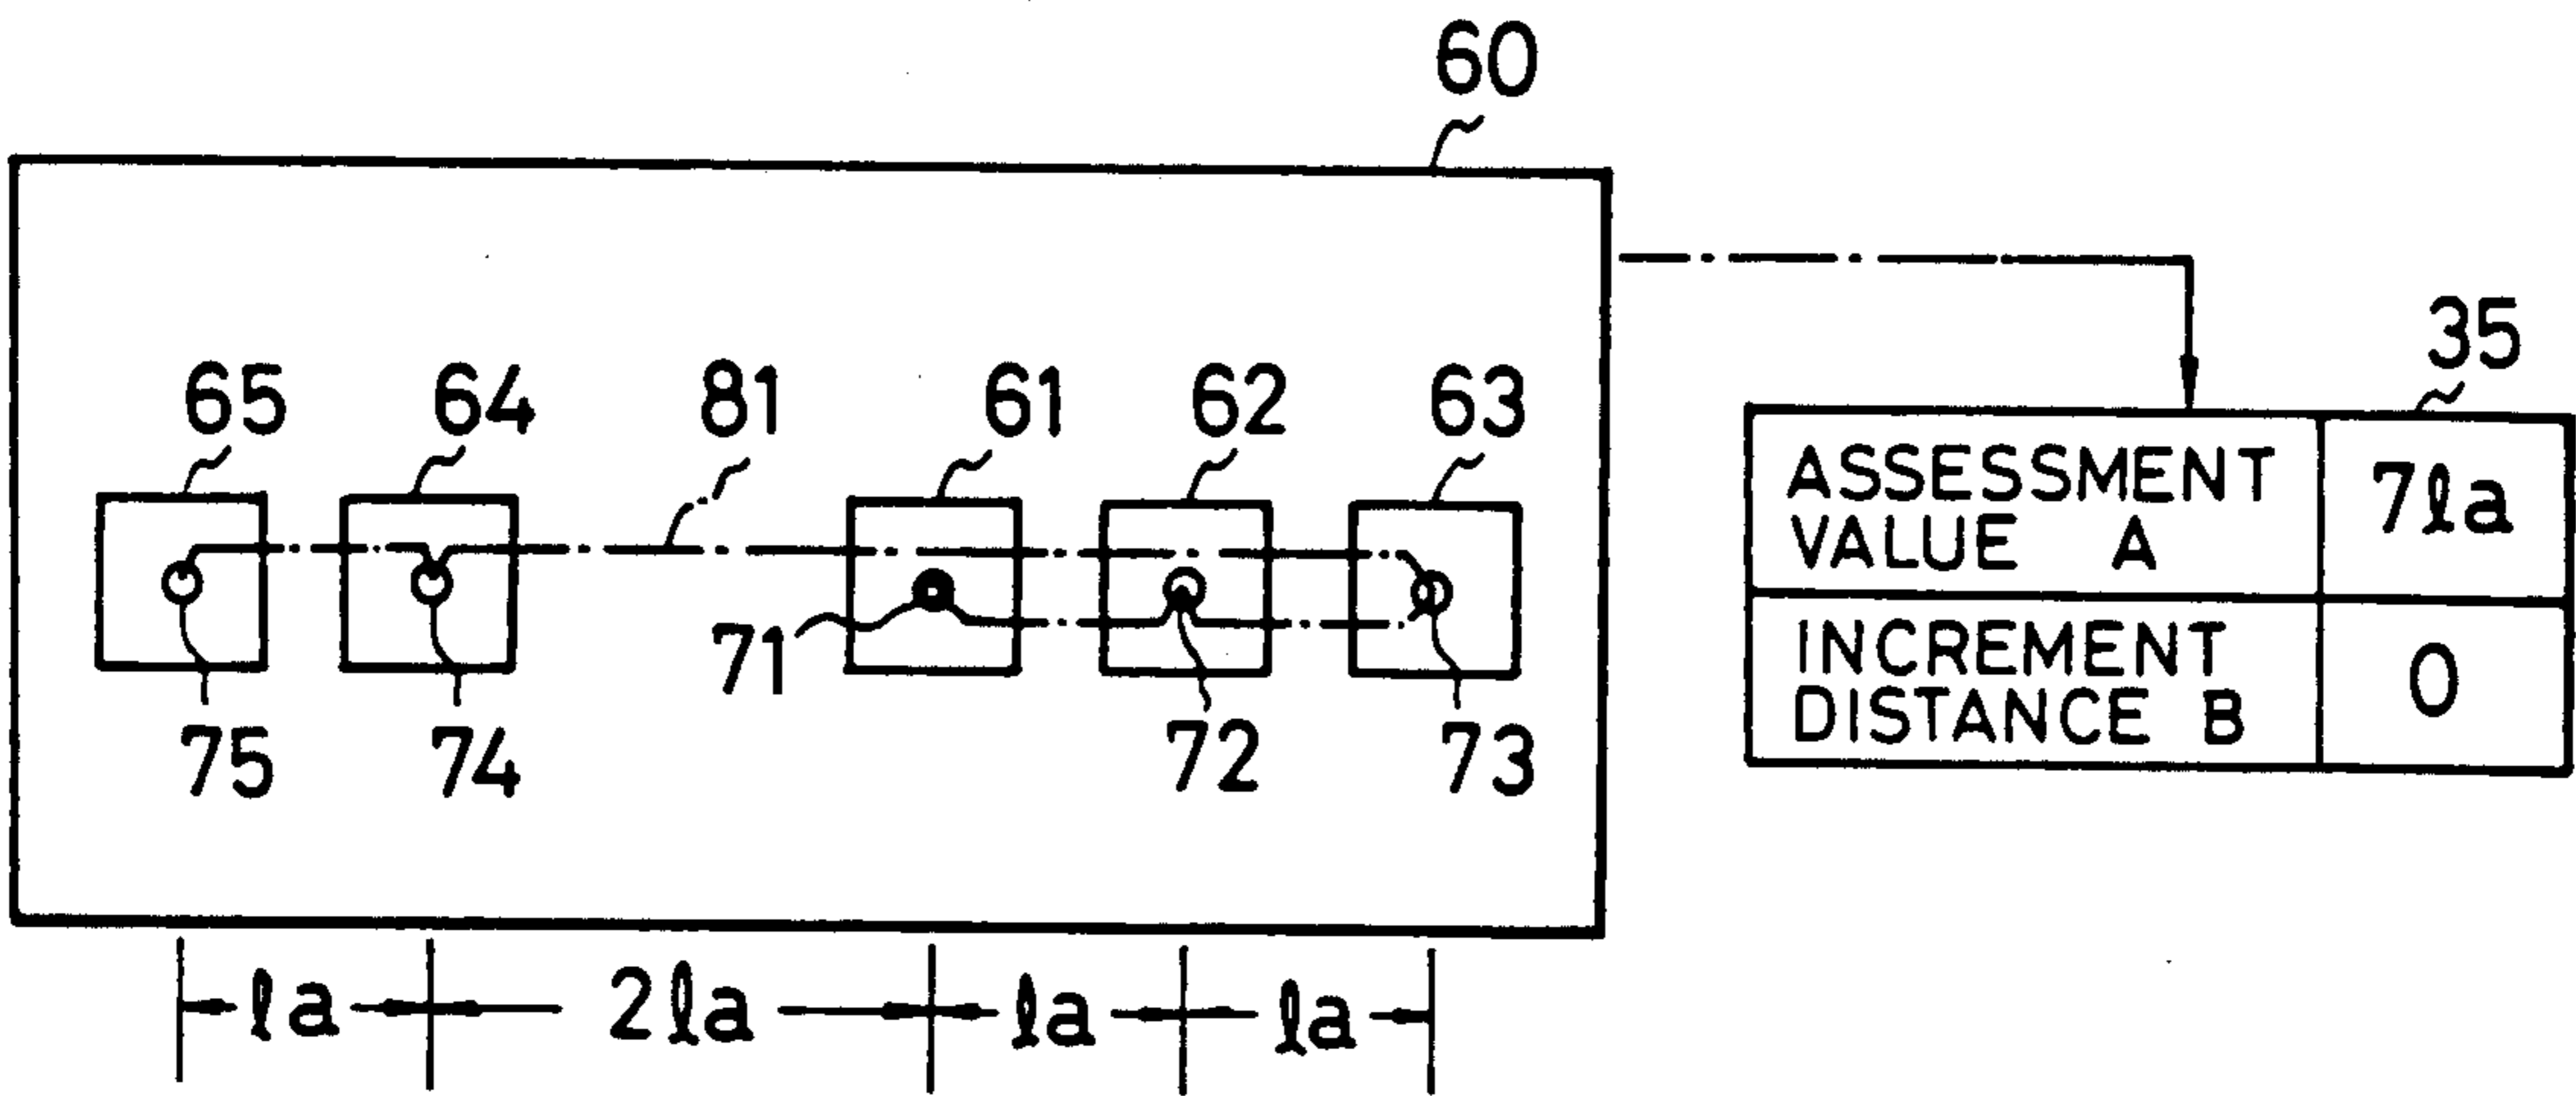 60
35
65 64 81 61 62 63
ASSESSMENT
VALUE A
7ℓa
INCREMENT
DISTANCE B
0
71
75 74 72 73
ℓa 2ℓa ℓa ℓa